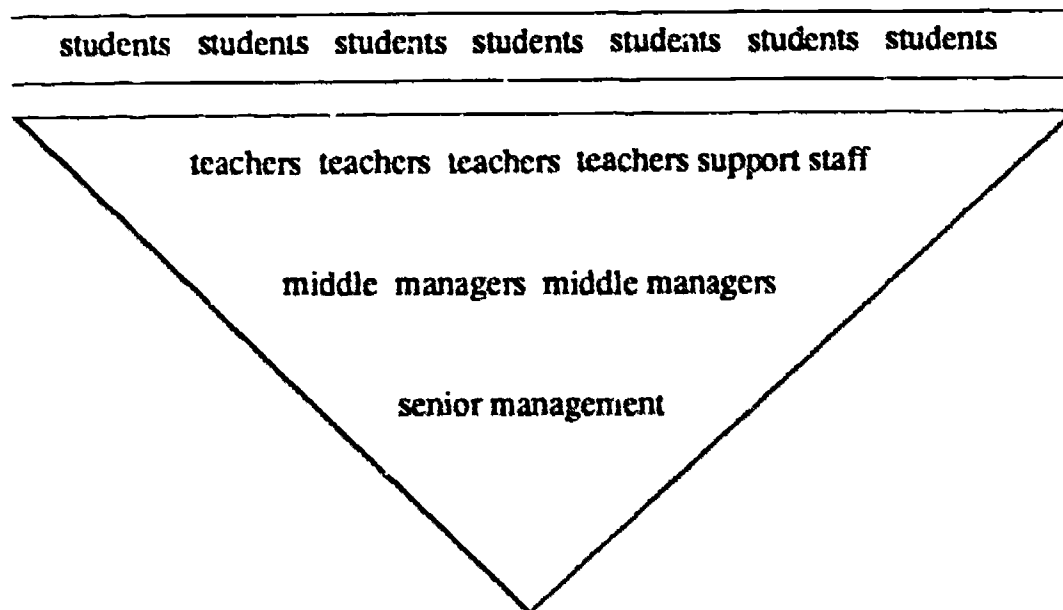 students students students students students students students
teachers teachers teachers teachers support staff
middle managers middle managers
senior management